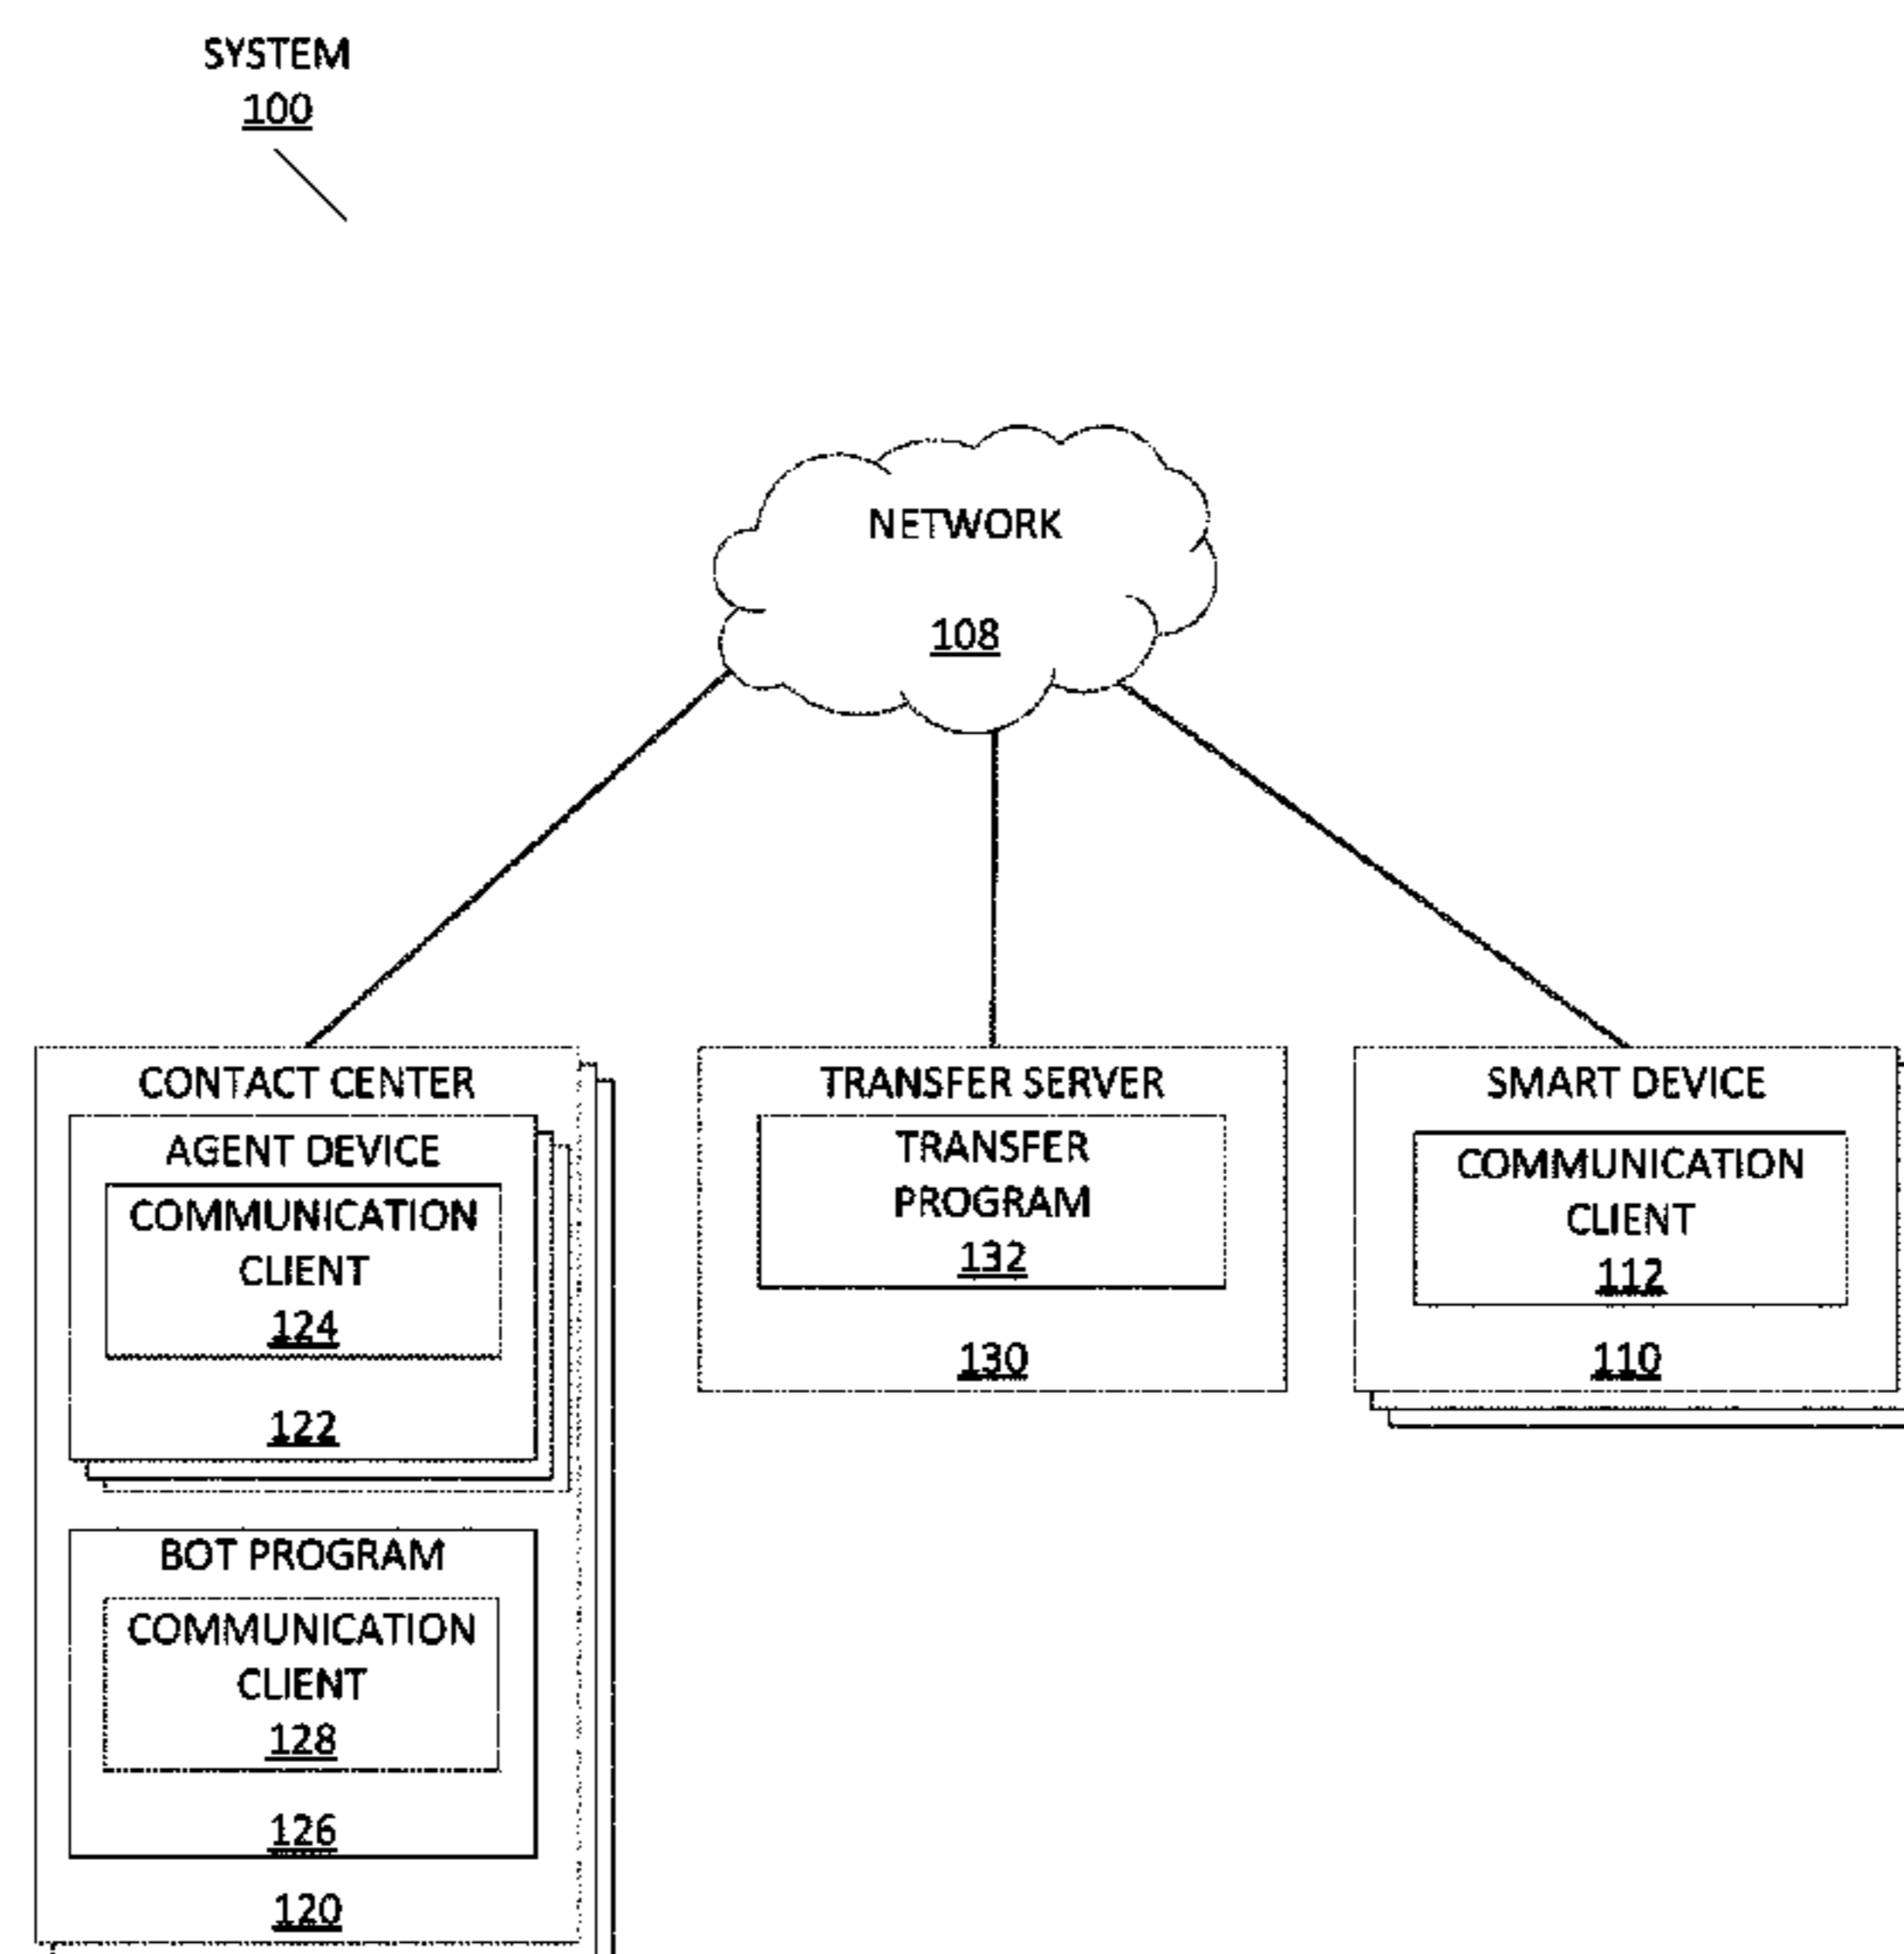 SYSTEM
100
NETWORK
108
CONTACT CENTER
AGENT DEVICE
COMMUNICATION
CLIENT
124
122
BOT PROGRAM
COMMUNICATION
CLIENT
128
126
120
TRANSFER SERVER
TRANSFER
PROGRAM
132
130
SMART DEVICE
COMMUNICATION
CLIENT
112
110